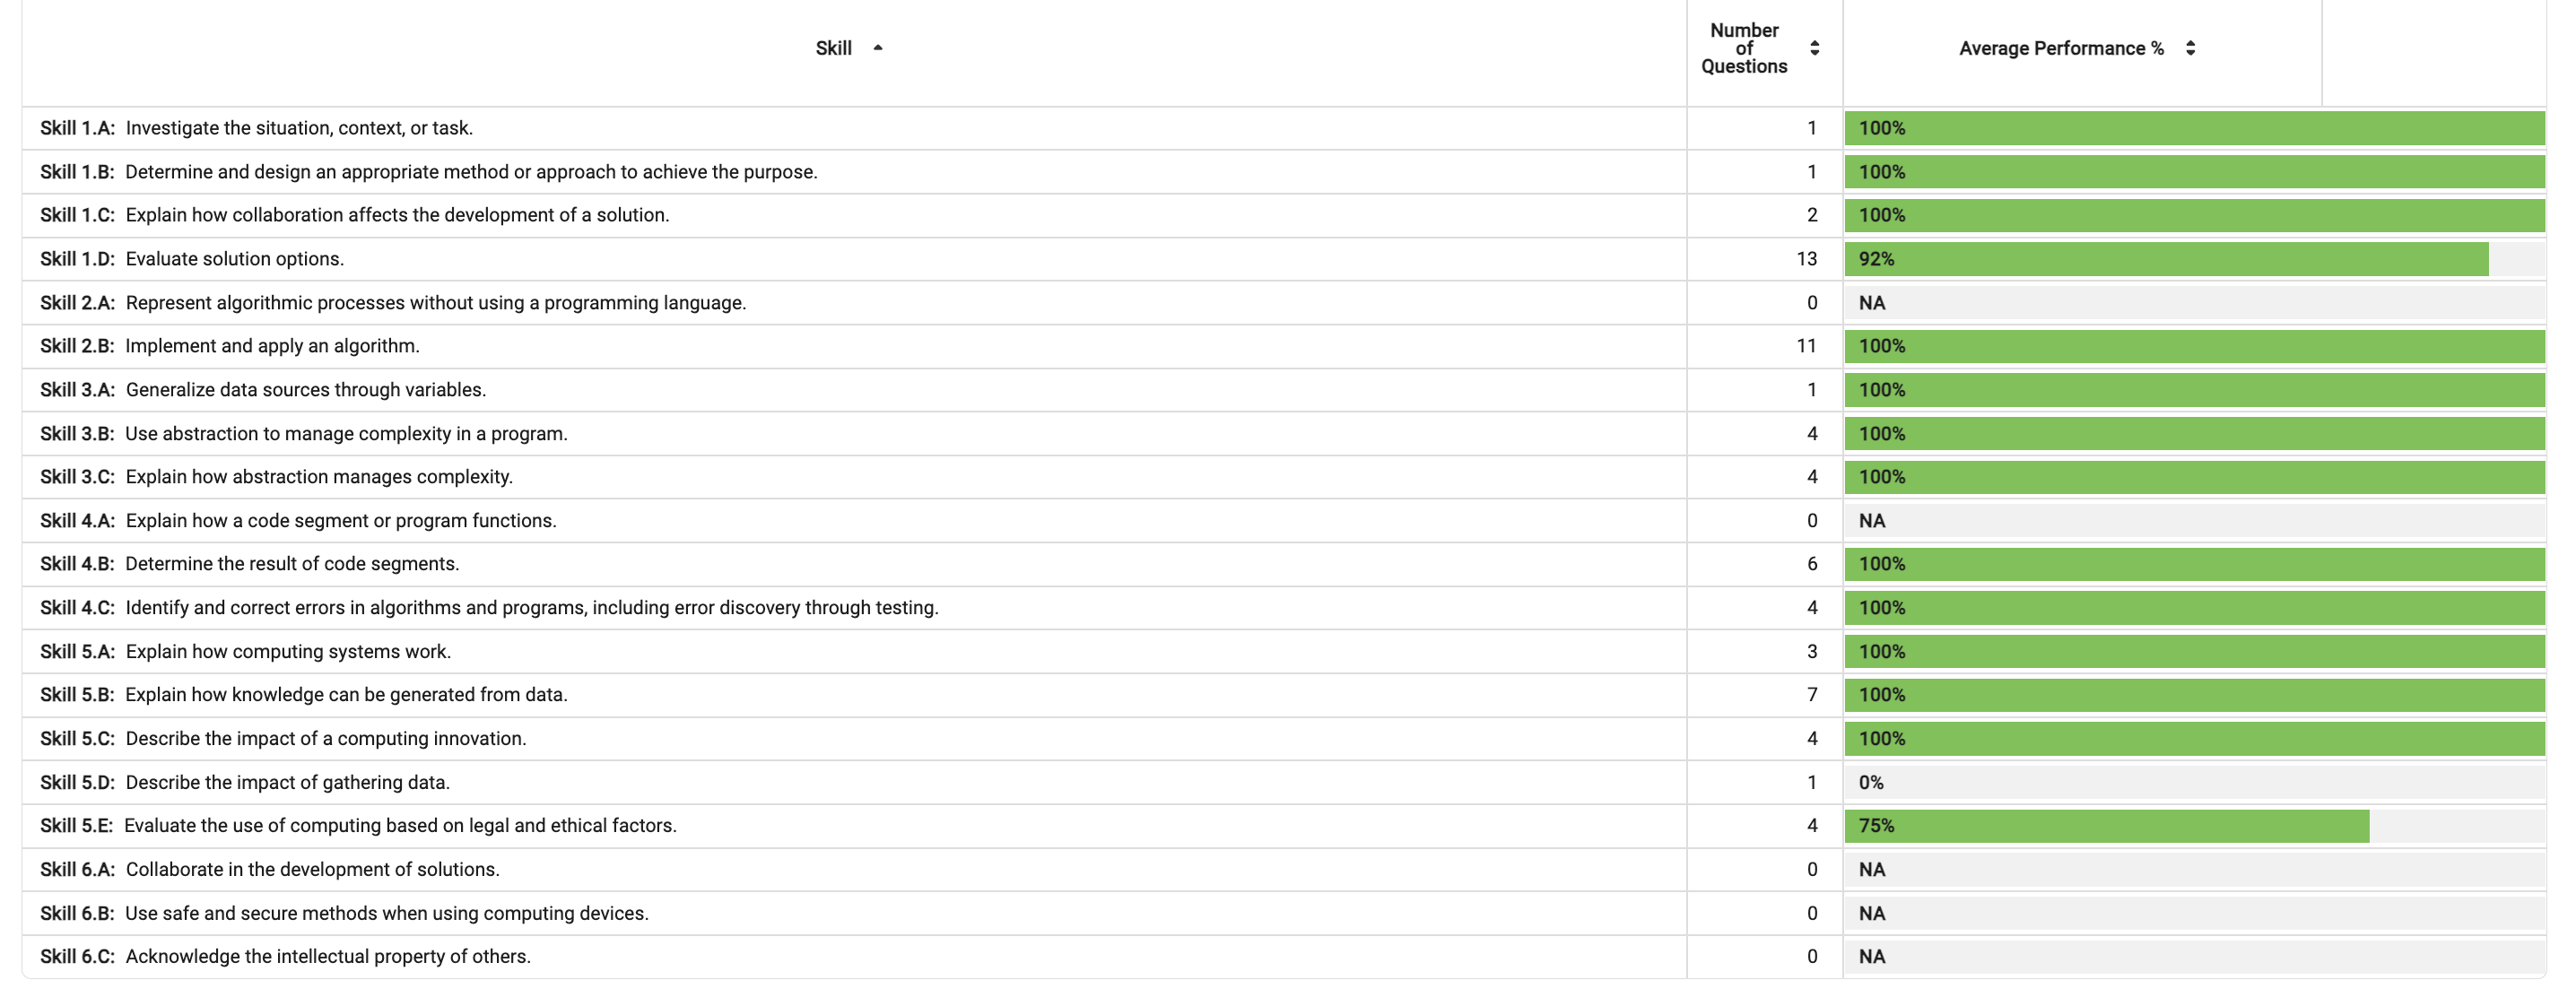 Skill Number of Questions Average Performance %
Skill 1.A: Investigate the situation, context, or task. 1 100%
Skill 1.B: Determine and design an appropriate method or approach to achieve the purpose. 1 100%
Skill 1.C: Explain how collaboration affects the development of a solution. 2 100%
Skill 1.D: Evaluate solution options. 13 92%
Skill 2.A: Represent algorithmic processes without using a programming language. 0 NA
Skill 2.B: Implement and apply an algorithm. 11 100%
Skill 3.A: Generalize data sources through variables. 1 100%
Skill 3.B: Use abstraction to manage complexity in a program. 4 100%
Skill 3.C: Explain how abstraction manages complexity. 4 100%
Skill 4.A: Explain how a code segment or program functions. 0 NA
Skill 4.B: Determine the result of code segments. 6 100%
Skill 4.C: Identify and correct errors in algorithms and programs, including error discovery through testing. 4 100%
Skill 5.A: Explain how computing systems work. 3 100%
Skill 5.B: Explain how knowledge can be generated from data. 7 100%
Skill 5.C: Describe the impact of a computing innovation. 4 100%
Skill 5.D: Describe the impact of gathering data. 1 0%
Skill 5.E: Evaluate the use of computing based on legal and ethical factors. 4 75%
Skill 6.A: Collaborate in the development of solutions. 0 NA
Skill 6.B: Use safe and secure methods when using computing devices. 0 NA
Skill 6.C: Acknowledge the intellectual property of others. 0 NA